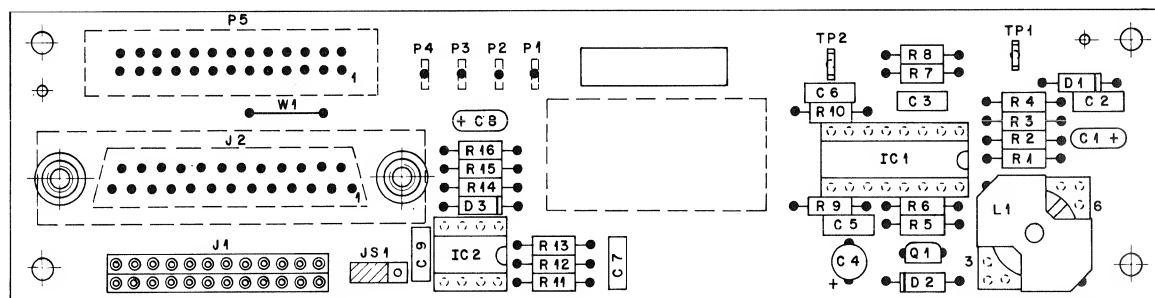 P5
1
W1
P4 P3 P2 P1
+ C8
J2
1
R16
R15
R14
D3
J1
JS1
C9
IC2
R13
R12
R11
C7
TP2
C6
R10
R8
R7
C3
IC1
R9
C5
R6
R5
C4
+
Q1
D2
TP1
D1
C2
R4
R3
R2
R1
C1 +
L1
6
3